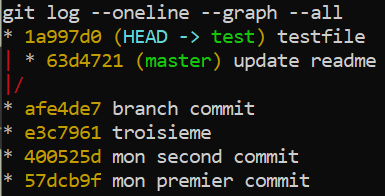 git log --oneline --graph --all
* 1a997d0 (HEAD -> test) testfile
| * 63d4721 (master) update readme
|/
* afe4de7 branch commit
* e3c7961 troisieme
* 400525d mon second commit
* 57dcb9f mon premier commit